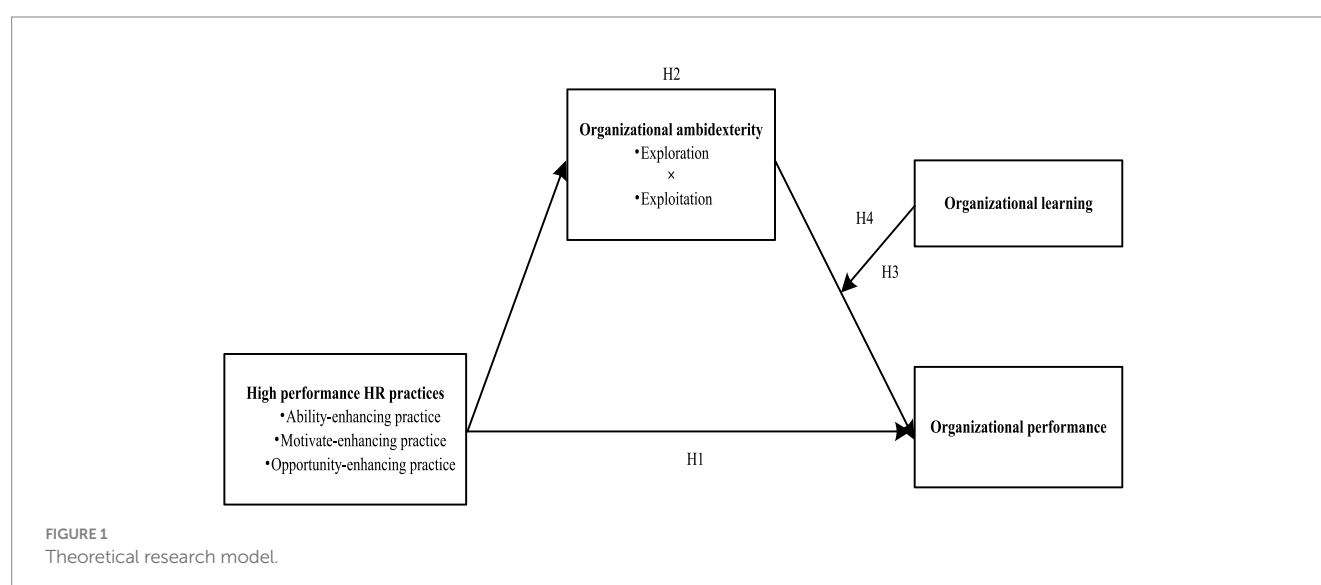 H2
Organizational ambidexterity
•Exploration
×
•Exploitation
H4
Organizational learning
H3
High performance HR practices
•Ability-enhancing practice
•Motivate-enhancing practice
•Opportunity-enhancing practice
Organizational performance
H1
FIGURE 1
Theoretical research model.